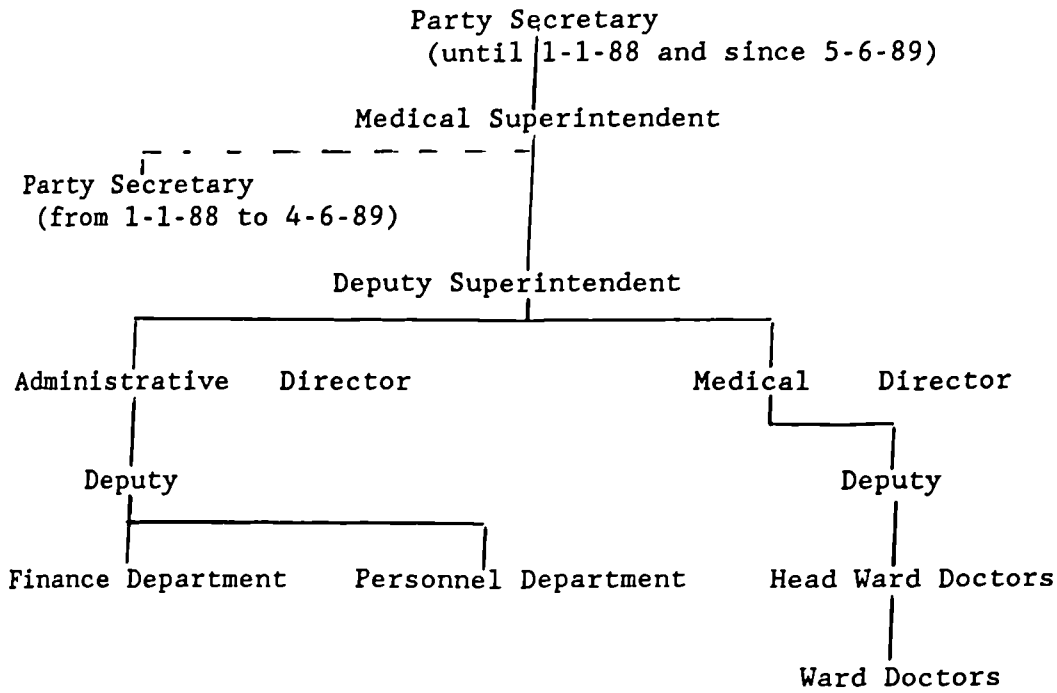 Party Secretary
(until 1-1-88 and since 5-6-89)
Medical Superintendent
Party Secretary
(from 1-1-88 to 4-6-89)
Deputy Superintendent
Administrative Director Medical Director
Deputy Deputy
Finance Department Personnel Department Head Ward Doctors
Ward Doctors